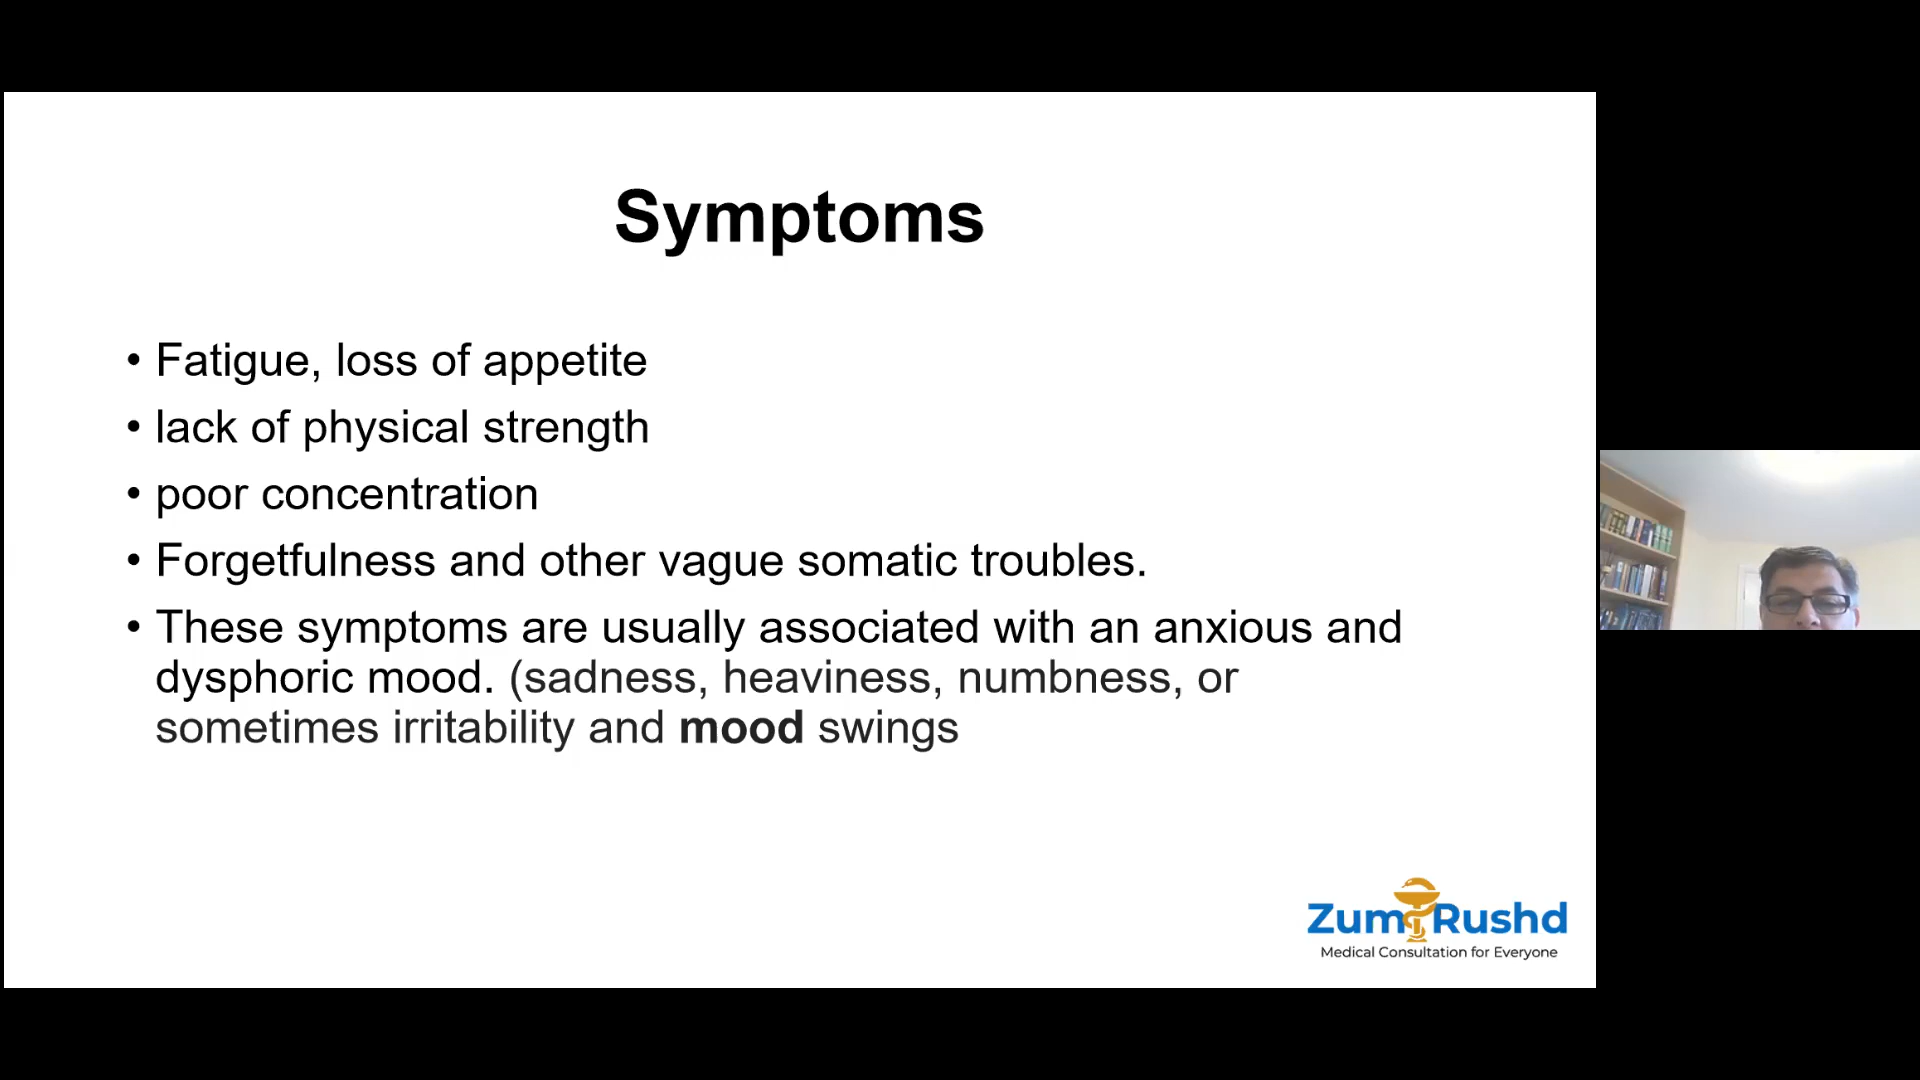 Symptoms
• Fatigue, loss of appetite
• lack of physical strength
• poor concentration
• Forgetfulness and other vague somatic troubles.
• These symptoms are usually associated with an anxious and
dysphoric mood. (sadness, heaviness, numbness, or
sometimes irritability and mood swings
Zum Rushd
Medical Consultation for Everyone